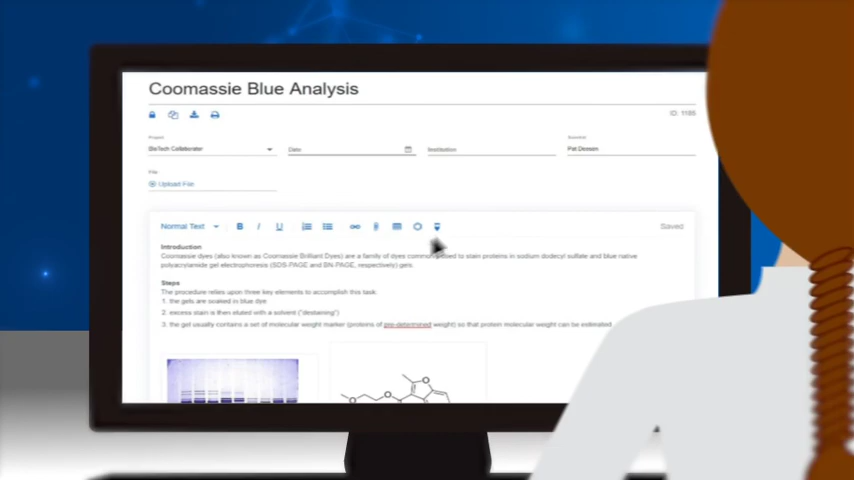 Coomassie Blue Analysis
ID: 1185
Project
BioTech Collaborator
Date
Institution
Scientist
Pat Denson
File
Upload File
Normal Text B I U Saved
Introduction
Coomassie dyes (also known as Coomassie Brilliant Dyes) are a family of dyes commonly used to stain proteins in sodium dodecyl sulfate and blue native
polyacrylamide gel electrophoresis (SDS-PAGE and BN-PAGE, respectively) gels.
Steps
The procedure relies upon three key elements to accomplish this task.
1. the gels are soaked in blue dye
2. excess stain is then eluted with a solvent ("destaining")
3. the gel usually contains a set of molecular weight marker (proteins of pre-determined weight) so that protein molecular weight can be estimated
O
O
O